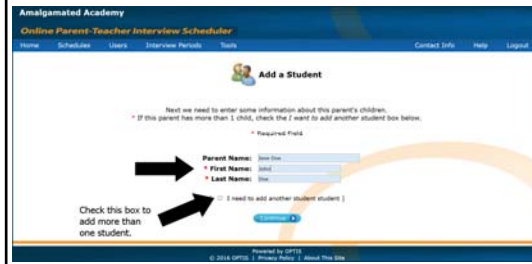 Amalgamated Academy
Online Parent-Teacher Interview Scheduler
Home Schedules Users Interview Periods Tools Contact Info Help Logout
Add a Student
Next we need to enter some information about this parent's children.
* If this parent has more than 1 child, check the I want to add another student box below.
* Required field
Parent Name: Jane Doe
* First Name: John
* Last Name: Doe
I need to add another student student ]
Check this box to
add more than
one student.
Continue
Powered by OPTIS
© 2016 OPTIS | Privacy Policy | About This Site